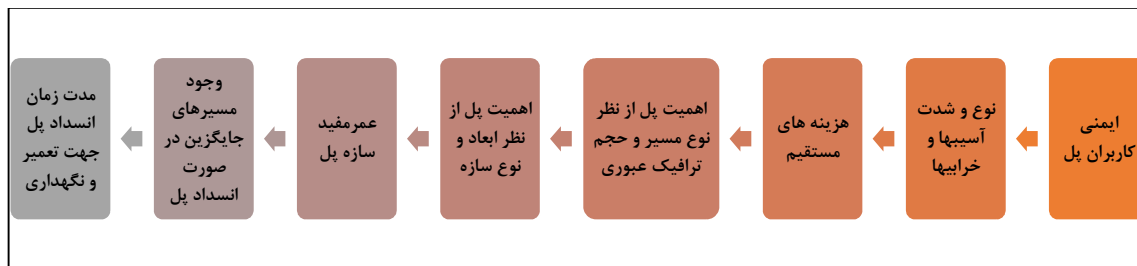 ایمنی
کاربران پل
نوع و شدت
آسیبها و
خرابیها
هزینه های
مستقیم
اهمیت پل از نظر
نوع مسیر و حجم
ترافیک عبوری
اهمیت پل از
نظر ابعاد و
نوع سازه
عمرمفید
سازه پل
وجود
مسیرهای
جایگزین در
صورت
انسداد پل
مدت زمان
انسداد پل
جهت تعمیر
و نگهداری